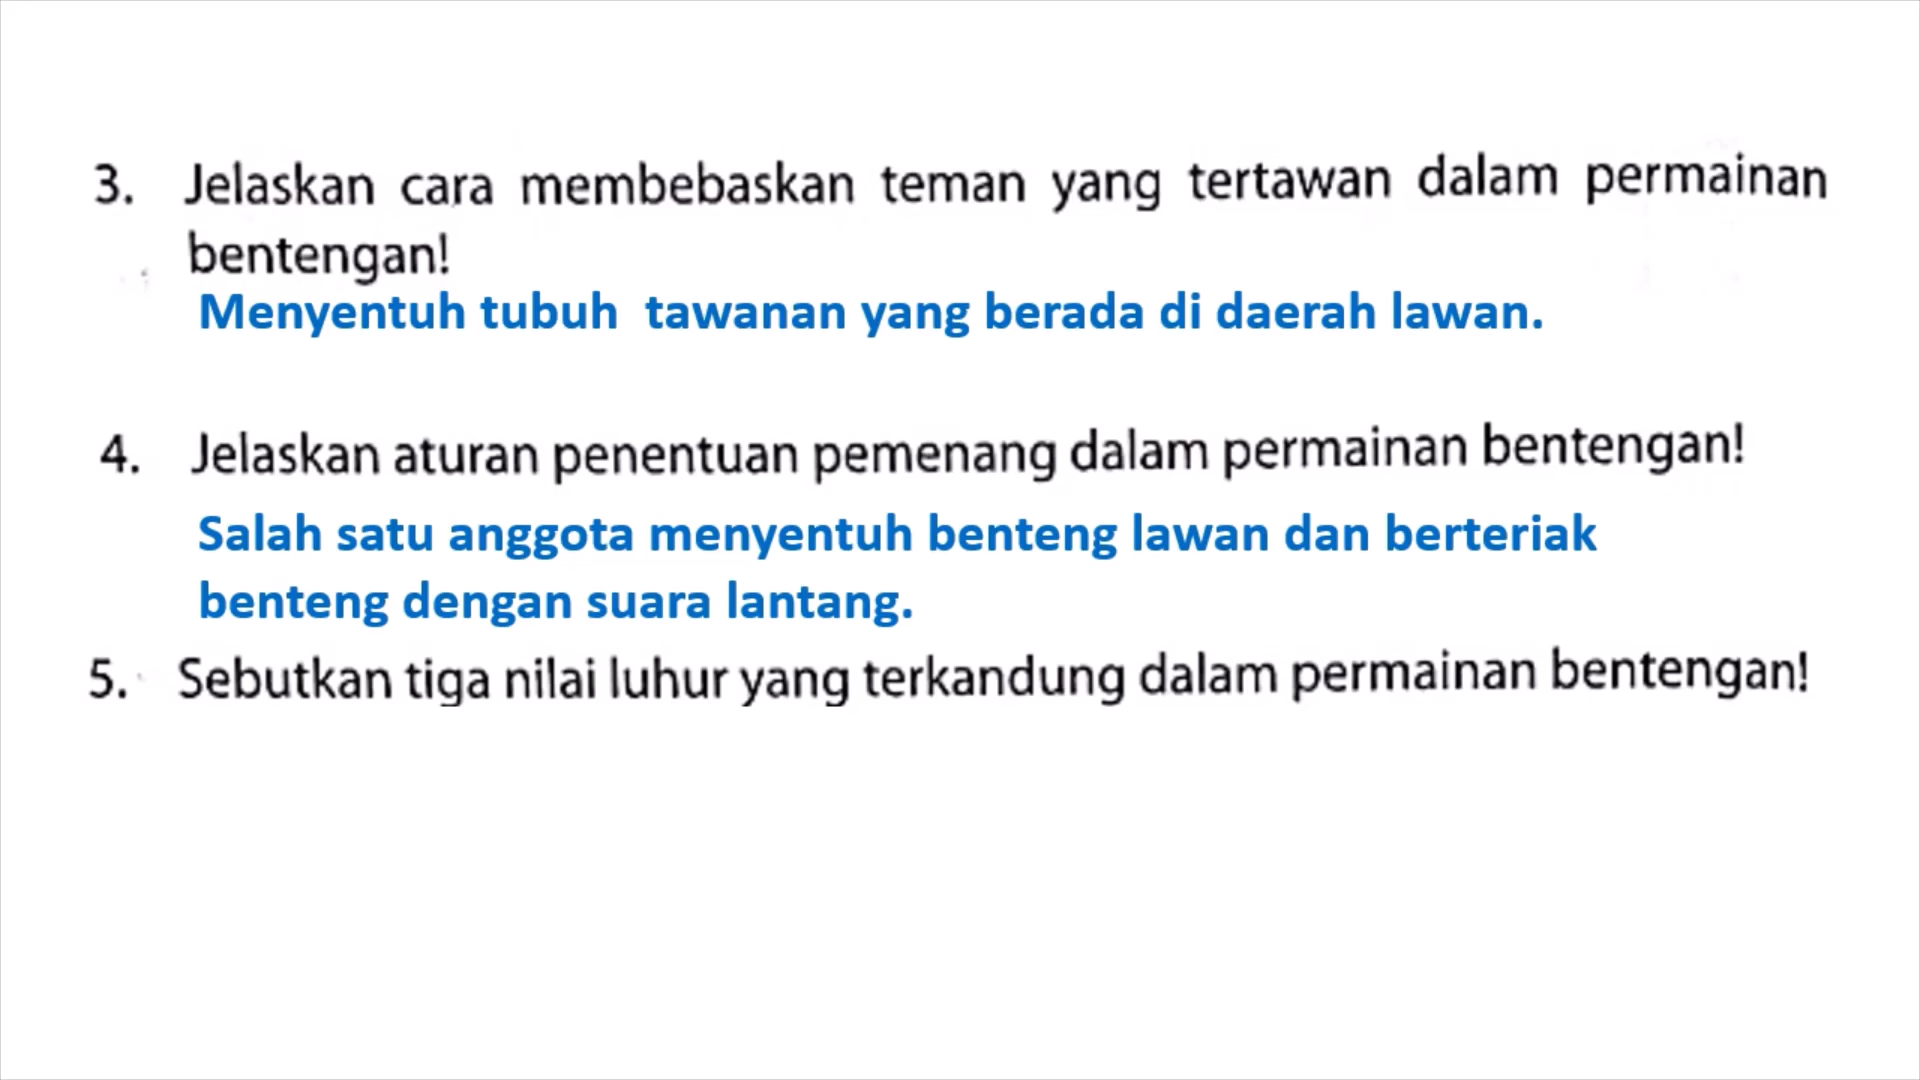 3. Jelaskan cara membebaskan teman yang tertawan dalam permainan
bentengan!
Menyentuh tubuh  tawanan yang berada di daerah lawan.
4. Jelaskan aturan penentuan pemenang dalam permainan bentengan!
Salah satu anggota menyentuh benteng lawan dan berteriak
benteng dengan suara lantang.
5. Sebutkan tiga nilai luhur yang terkandung dalam permainan bentengan!